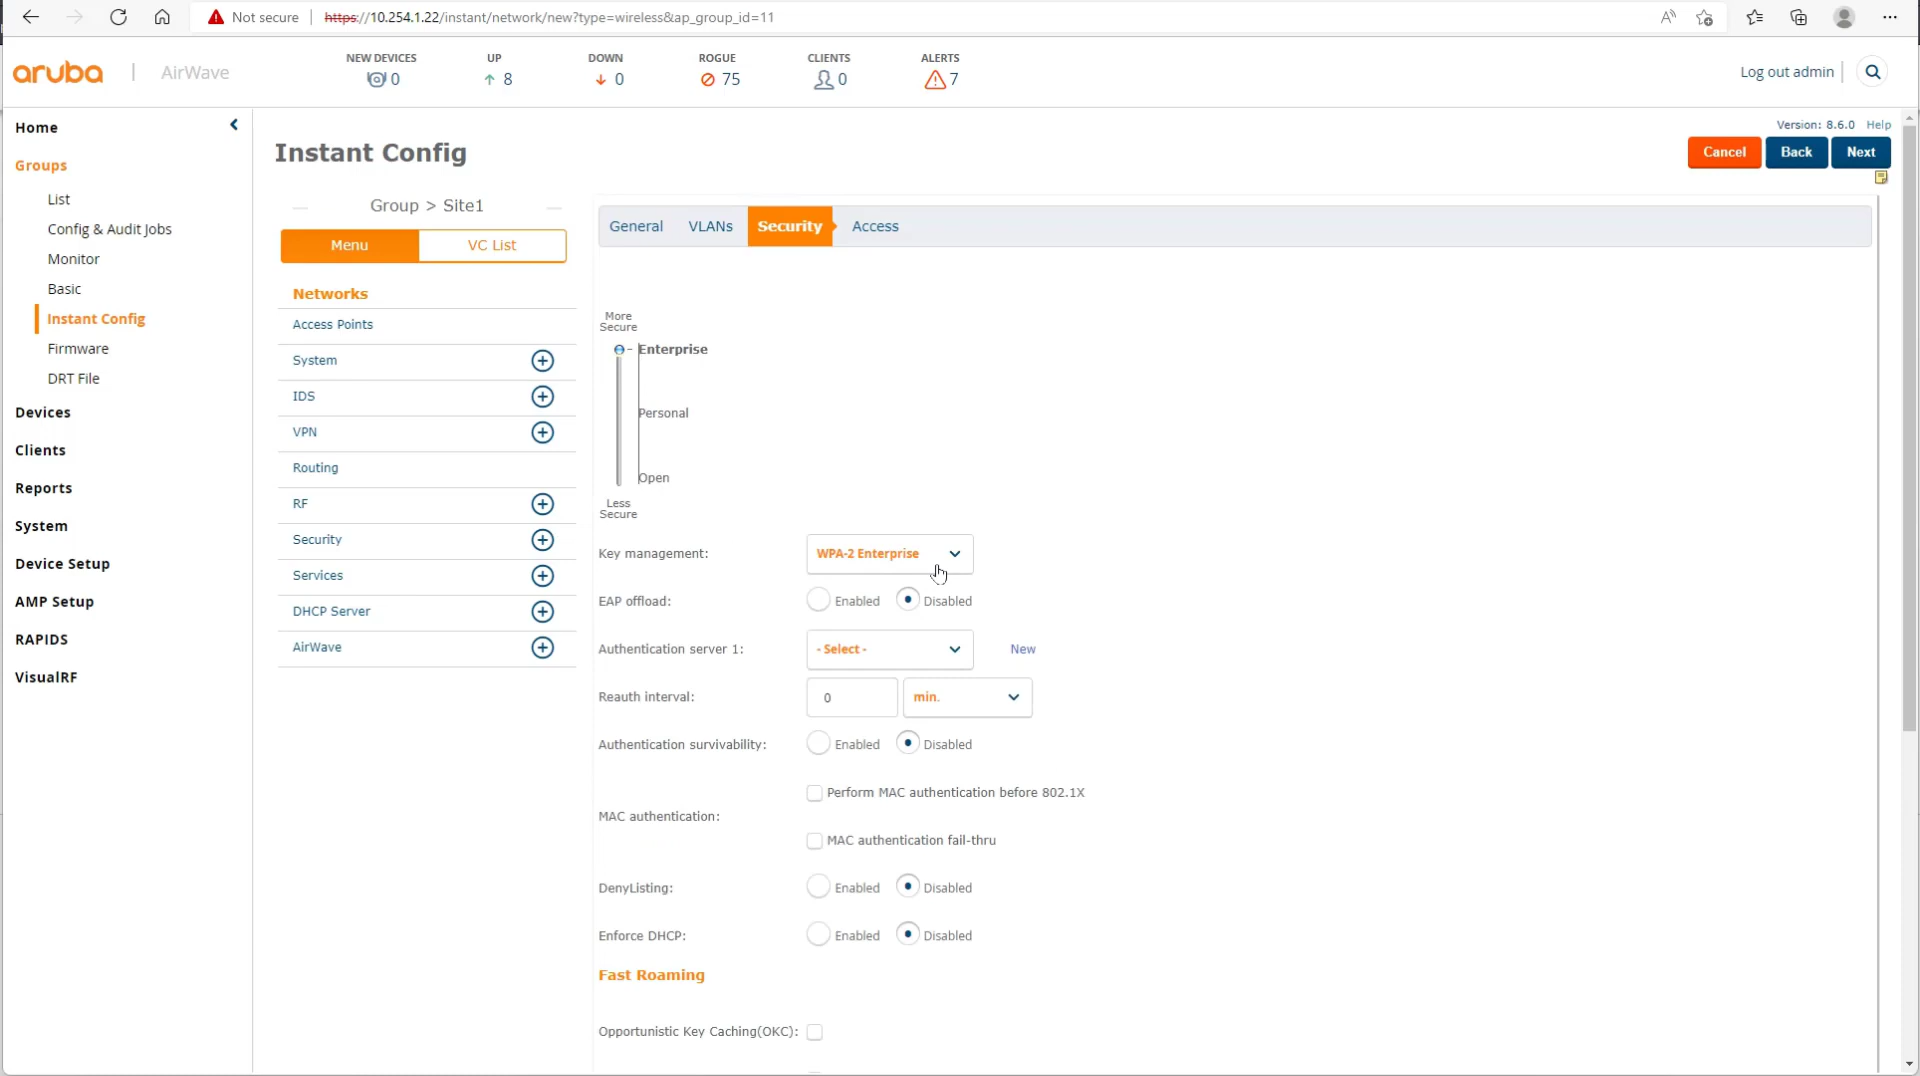 Not secure
https://10.254.1.22/instant/network/new?type=wireless&ap_group_id=11
aruba
AirWave
NEW DEVICES
0
UP
8
DOWN
0
ROGUE
75
CLIENTS
0
ALERTS
7
Log out admin
Home
Groups
List
Config & Audit Jobs
Monitor
Basic
Instant Config
Firmware
DRT File
Devices
Clients
Reports
System
Device Setup
AMP Setup
RAPIDS
VisualRF
Instant Config
Version: 8.6.0 Help
Cancel
Back
Next
Group > Site1
Menu
VC List
Networks
Access Points
System
IDS
VPN
Routing
RF
Security
Services
DHCP Server
AirWave
General
VLANs
Security
Access
More
Secure
Enterprise
Personal
Open
Less
Secure
Key management: WPA-2 Enterprise
EAP offload: Enabled Disabled
Authentication server 1: - Select - New
Reauth interval: 0 min.
Authentication survivability: Enabled Disabled
Perform MAC authentication before 802.1X
MAC authentication:
MAC authentication fail-thru
DenyListing: Enabled Disabled
Enforce DHCP: Enabled Disabled
Fast Roaming
Opportunistic Key Caching(OKC):